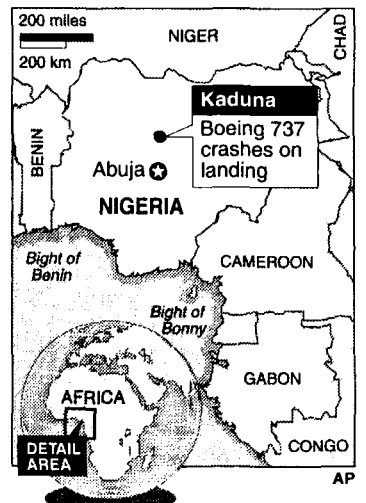 200 miles
200 km
NIGER
CHAD
Kaduna
Boeing 737
crashes on
landing
BENIN
Abuja
NIGERIA
Bight of
Benin
CAMEROON
Bight of
Bonny
GABON
AFRICA
DETAIL
AREA
CONGO
AP